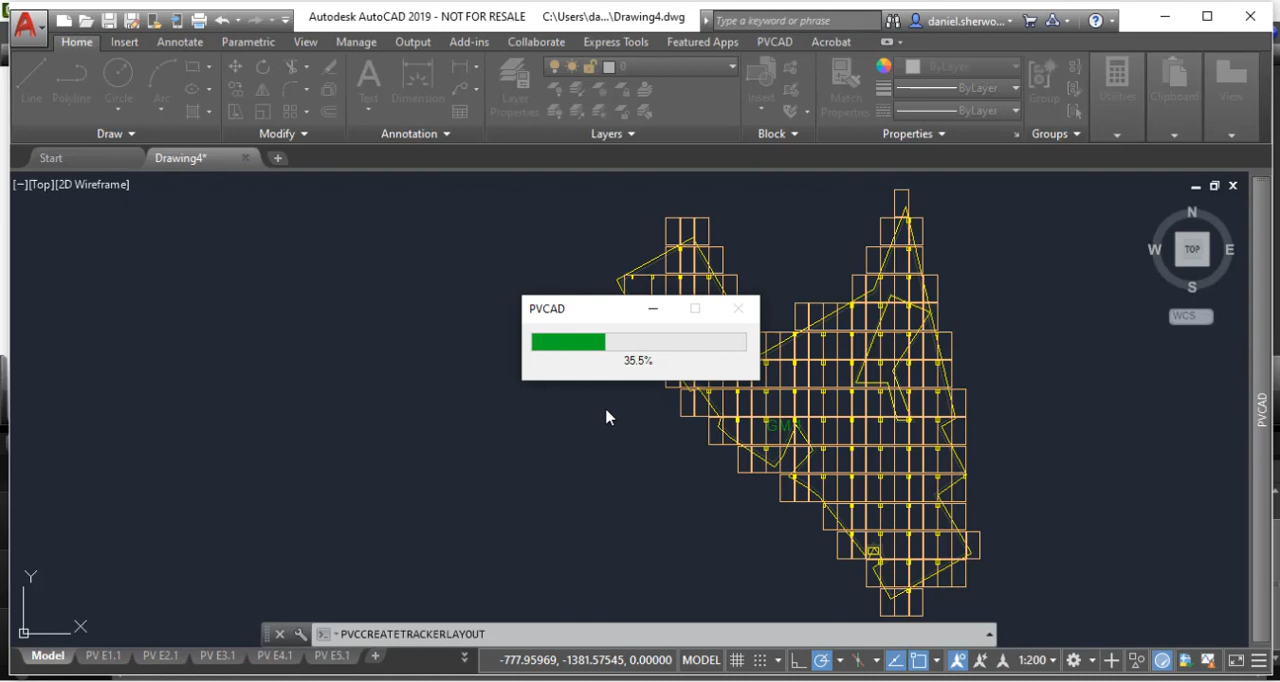 Autodesk AutoCAD 2019 - NOT FOR RESALE C:\Users\da...\Drawing4.dwg Type a keyword or phrase daniel.sherwo...
Home Insert Annotate Parametric View Manage Output Add-ins Collaborate Express Tools Featured Apps PVCAD Acrobat
Line Polyline Circle Arc Text Dimension Layer Properties 0 Insert Match Properties ByLayer ByLayer ByLayer Group Utilities Clipboard View
Draw Modify Annotation Layers Block Properties Groups
Start Drawing4*
[−][Top][2D Wireframe]
N
W TOP E
S
WCS
PVCAD
35.5%
PVCAD
Y
X
PVCCREATETRACKERLAYOUT
Model PV E1.1 PV E2.1 PV E3.1 PV E4.1 PV E5.1 + -777.95969, -1381.57545, 0.00000 MODEL 1:200